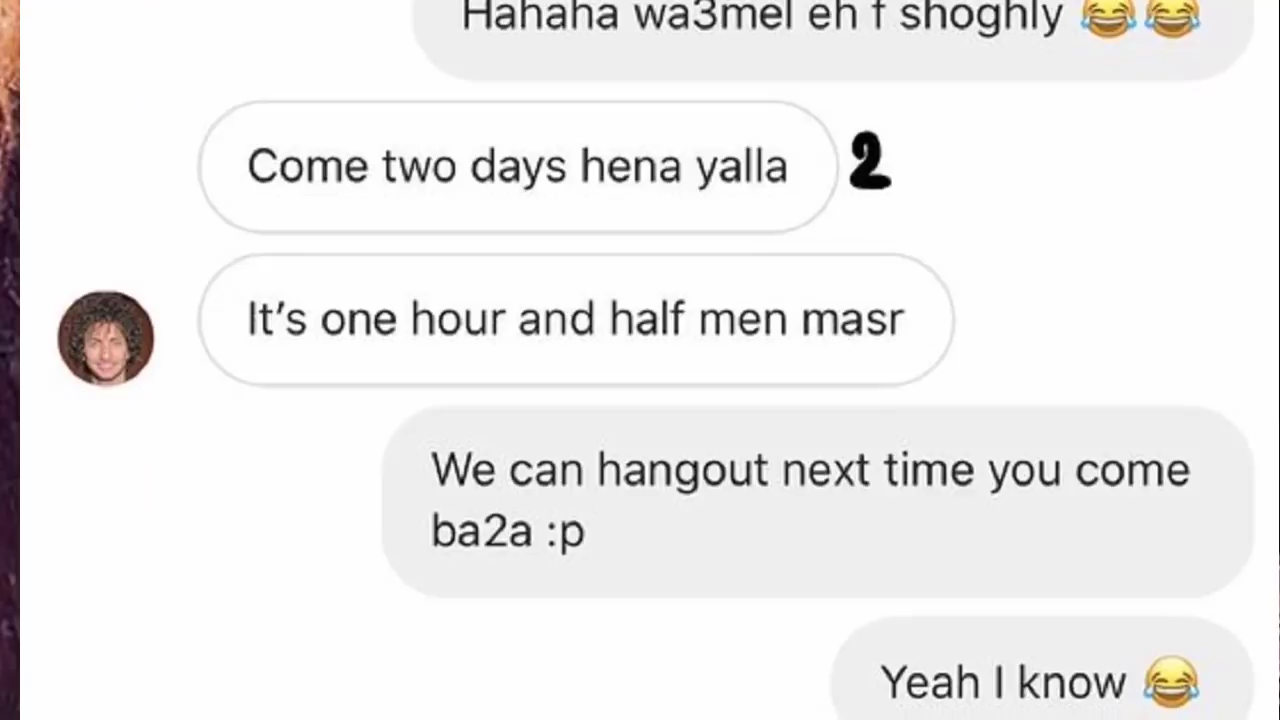 Hahaha wa3mel eh f shoghly 😂😂
Come two days hena yalla
2
It's one hour and half men masr
We can hangout next time you come
ba2a :p
Yeah I know 😂